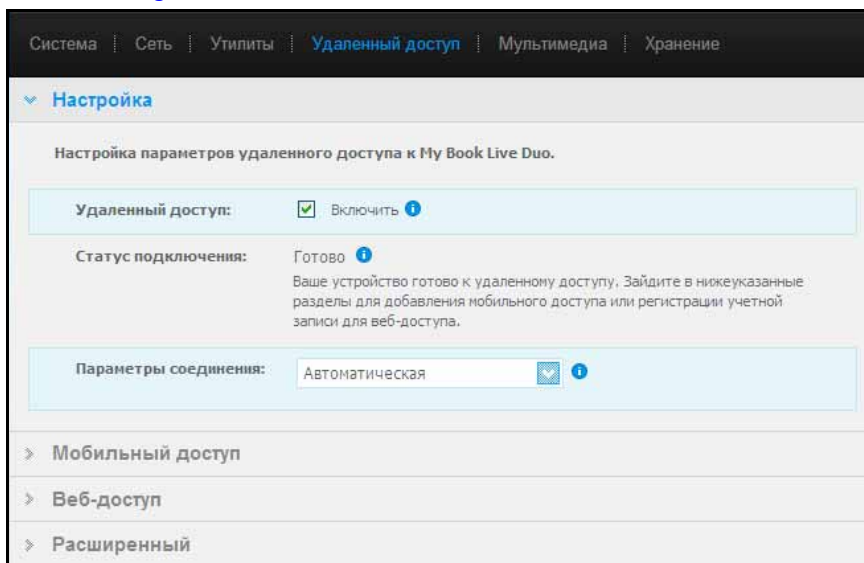 Система Сеть Утилиты Удаленный доступ Мультимедиа Хранение
Настройка
Настройка параметров удаленного доступа к My Book Live Duo.
Удаленный доступ: Включить
Статус подключения: Готово
Ваше устройство готово к удаленному доступу. Зайдите в нижеуказанные
разделы для добавления мобильного доступа или регистрации учетной
записи для веб-доступа.
Параметры соединения: Автоматическая
Мобильный доступ
Веб-доступ
Расширенный